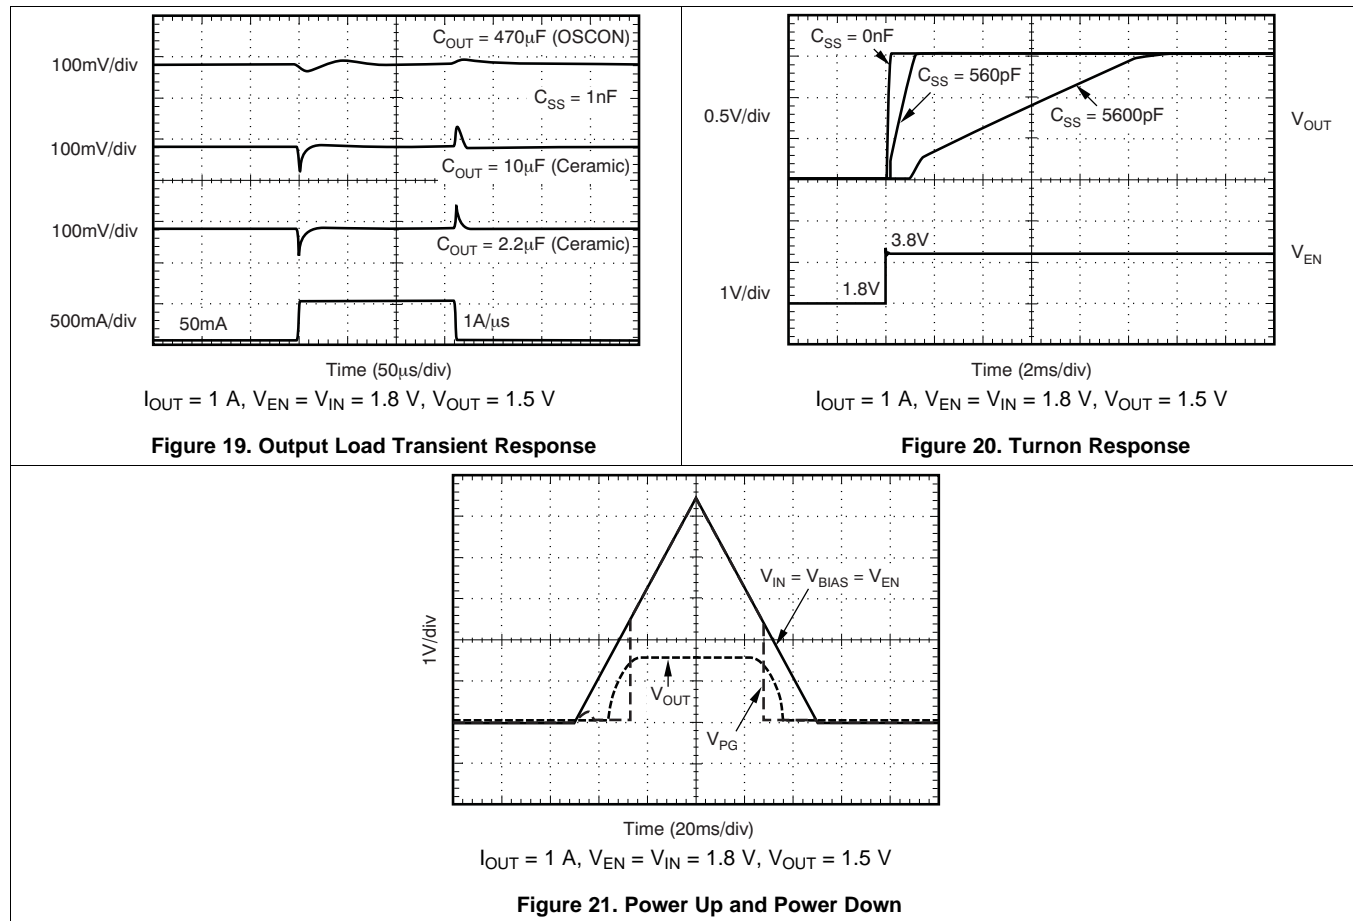 C_OUT = 470μF (OSCON)
100mV/div
C_SS = 1nF
100mV/div
C_OUT = 10μF (Ceramic)
100mV/div
C_OUT = 2.2μF (Ceramic)
500mA/div
50mA
1A/μs
Time (50μs/div)
I_OUT = 1 A, V_EN = V_IN = 1.8 V, V_OUT = 1.5 V
Figure 19. Output Load Transient Response
C_SS = 0nF
C_SS = 560pF
0.5V/div
C_SS = 5600pF
V_OUT
3.8V
V_EN
1V/div
1.8V
Time (2ms/div)
I_OUT = 1 A, V_EN = V_IN = 1.8 V, V_OUT = 1.5 V
Figure 20. Turnon Response
V_IN = V_BIAS = V_EN
1V/div
V_OUT
V_PG
Time (20ms/div)
I_OUT = 1 A, V_EN = V_IN = 1.8 V, V_OUT = 1.5 V
Figure 21. Power Up and Power Down